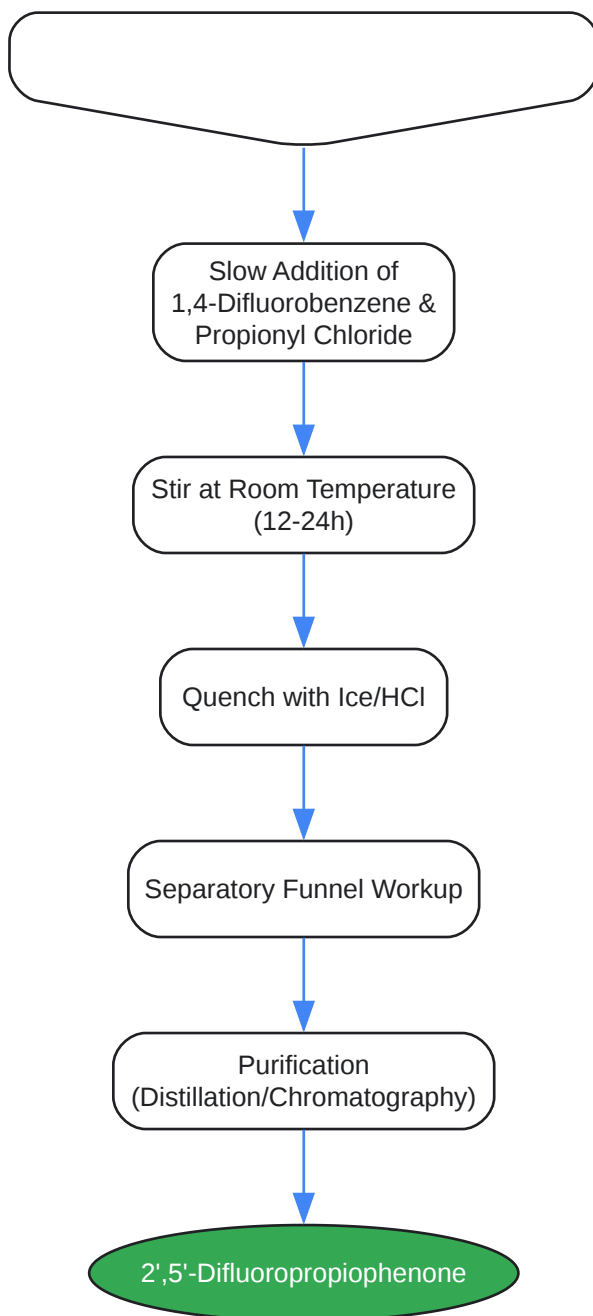 Slow Addition of
1,4-Difluorobenzene &
Propionyl Chloride
Stir at Room Temperature
(12-24h)
Quench with Ice/HCl
Separatory Funnel Workup
Purification
(Distillation/Chromatography)
2',5'-Difluoropropiophenone